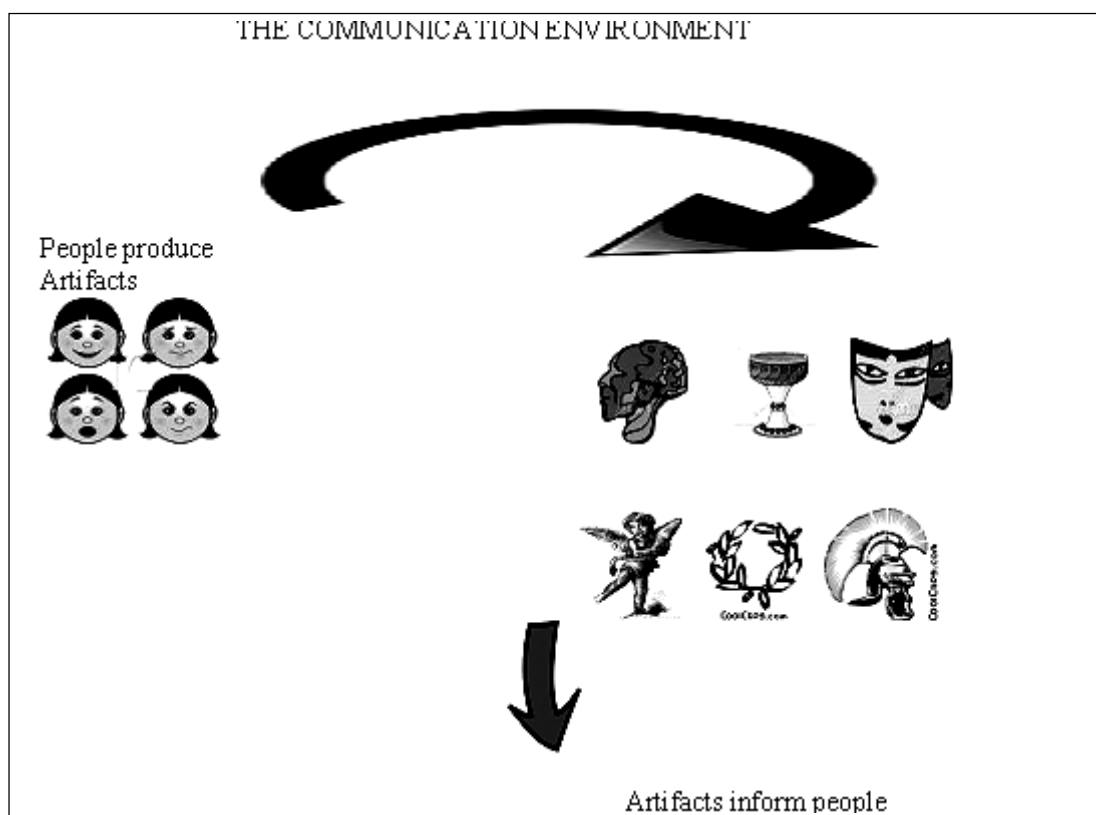 THE COMMUNICATION ENVIRONMENT
People produce
Artifacts
CoolCLIPS.com
CoolCLIPS.com
Artifacts inform people